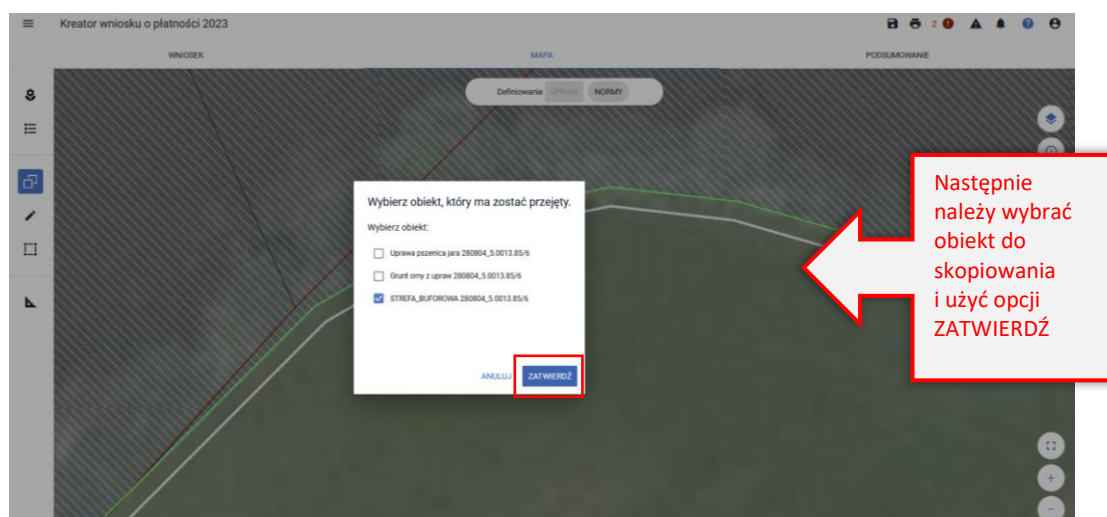 Kreator wniosku o płatności 2023
2
WNIOSEK
MAPA
PODSUMOWANIE
Definiowanie UPRAW NORMY
Wybierz obiekt, który ma zostać przejęty.
Wybierz obiekt:
Uprawa pszenica jara 280804_5.0013.85/6
Grunt orny z upraw 280804_5.0013.85/6
STREFA_BUFOROWA 280804_5.0013.85/6
ANULUJ ZATWIERDŹ
Następnie
należy wybrać
obiekt do
skopiowania
i użyć opcji
ZATWIERDŹ